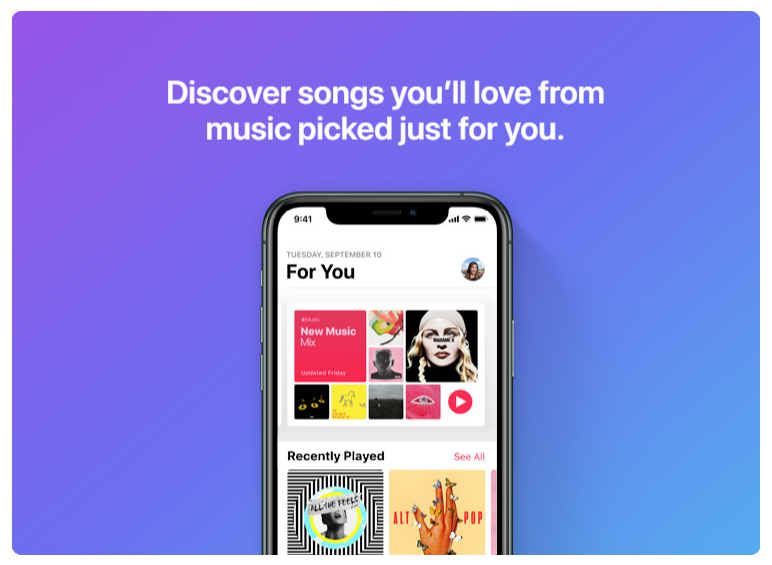 Discover songs you’ll love from
music picked just for you.
9:41
TUESDAY, SEPTEMBER 10
For You
Music
New Music
Mix
Updated Friday
MADAME X
Recently Played
See All
ALL THE FEELS
ALT POP